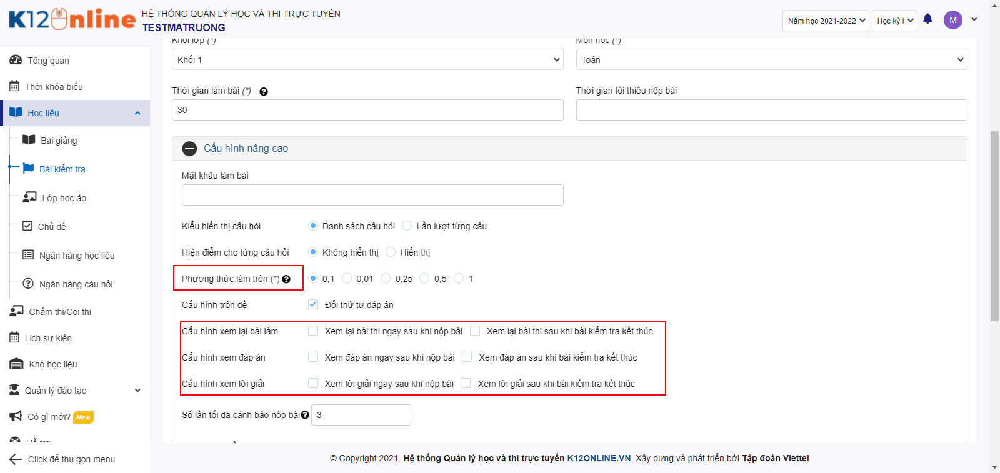 K12Online
HỆ THỐNG QUẢN LÝ HỌC VÀ THI TRỰC TUYẾN
TESTMATRUONG
Năm học 2021-2022
Học kỳ I
M
Tổng quan
Thời khóa biểu
Học liệu
Bài giảng
Bài kiểm tra
Lớp học ảo
Chủ đề
Ngân hàng học liệu
Ngân hàng câu hỏi
Chấm thi/Coi thi
Lịch sự kiện
Kho học liệu
Quản lý đào tạo
Có gì mới? New
Click để thu gọn menu
Khối lớp (*)
Môn học (*)
Khối 1
Toán
Thời gian làm bài (*)
Thời gian tối thiểu nộp bài
30
Cấu hình nâng cao
Mật khẩu làm bài
Kiểu hiển thị câu hỏi Danh sách câu hỏi Lần lượt từng câu
Hiện điểm cho từng câu hỏi Không hiển thị Hiển thị
Phương thức làm tròn (*) 0,1 0,01 0,25 0,5 1
Cấu hình trộn đề Đổi thứ tự đáp án
Cấu hình xem lại bài làm Xem lại bài thi ngay sau khi nộp bài Xem lại bài thi sau khi bài kiểm tra kết thúc
Cấu hình xem đáp án Xem đáp án ngay sau khi nộp bài Xem đáp án sau khi bài kiểm tra kết thúc
Cấu hình xem lời giải Xem lời giải ngay sau khi nộp bài Xem lời giải sau khi bài kiểm tra kết thúc
Số lần tối đa cảnh báo nộp bài 3
© Copyright 2021. Hệ thống Quản lý học và thi trực tuyến K12ONLINE.VN. Xây dựng và phát triển bởi Tập đoàn Viettel